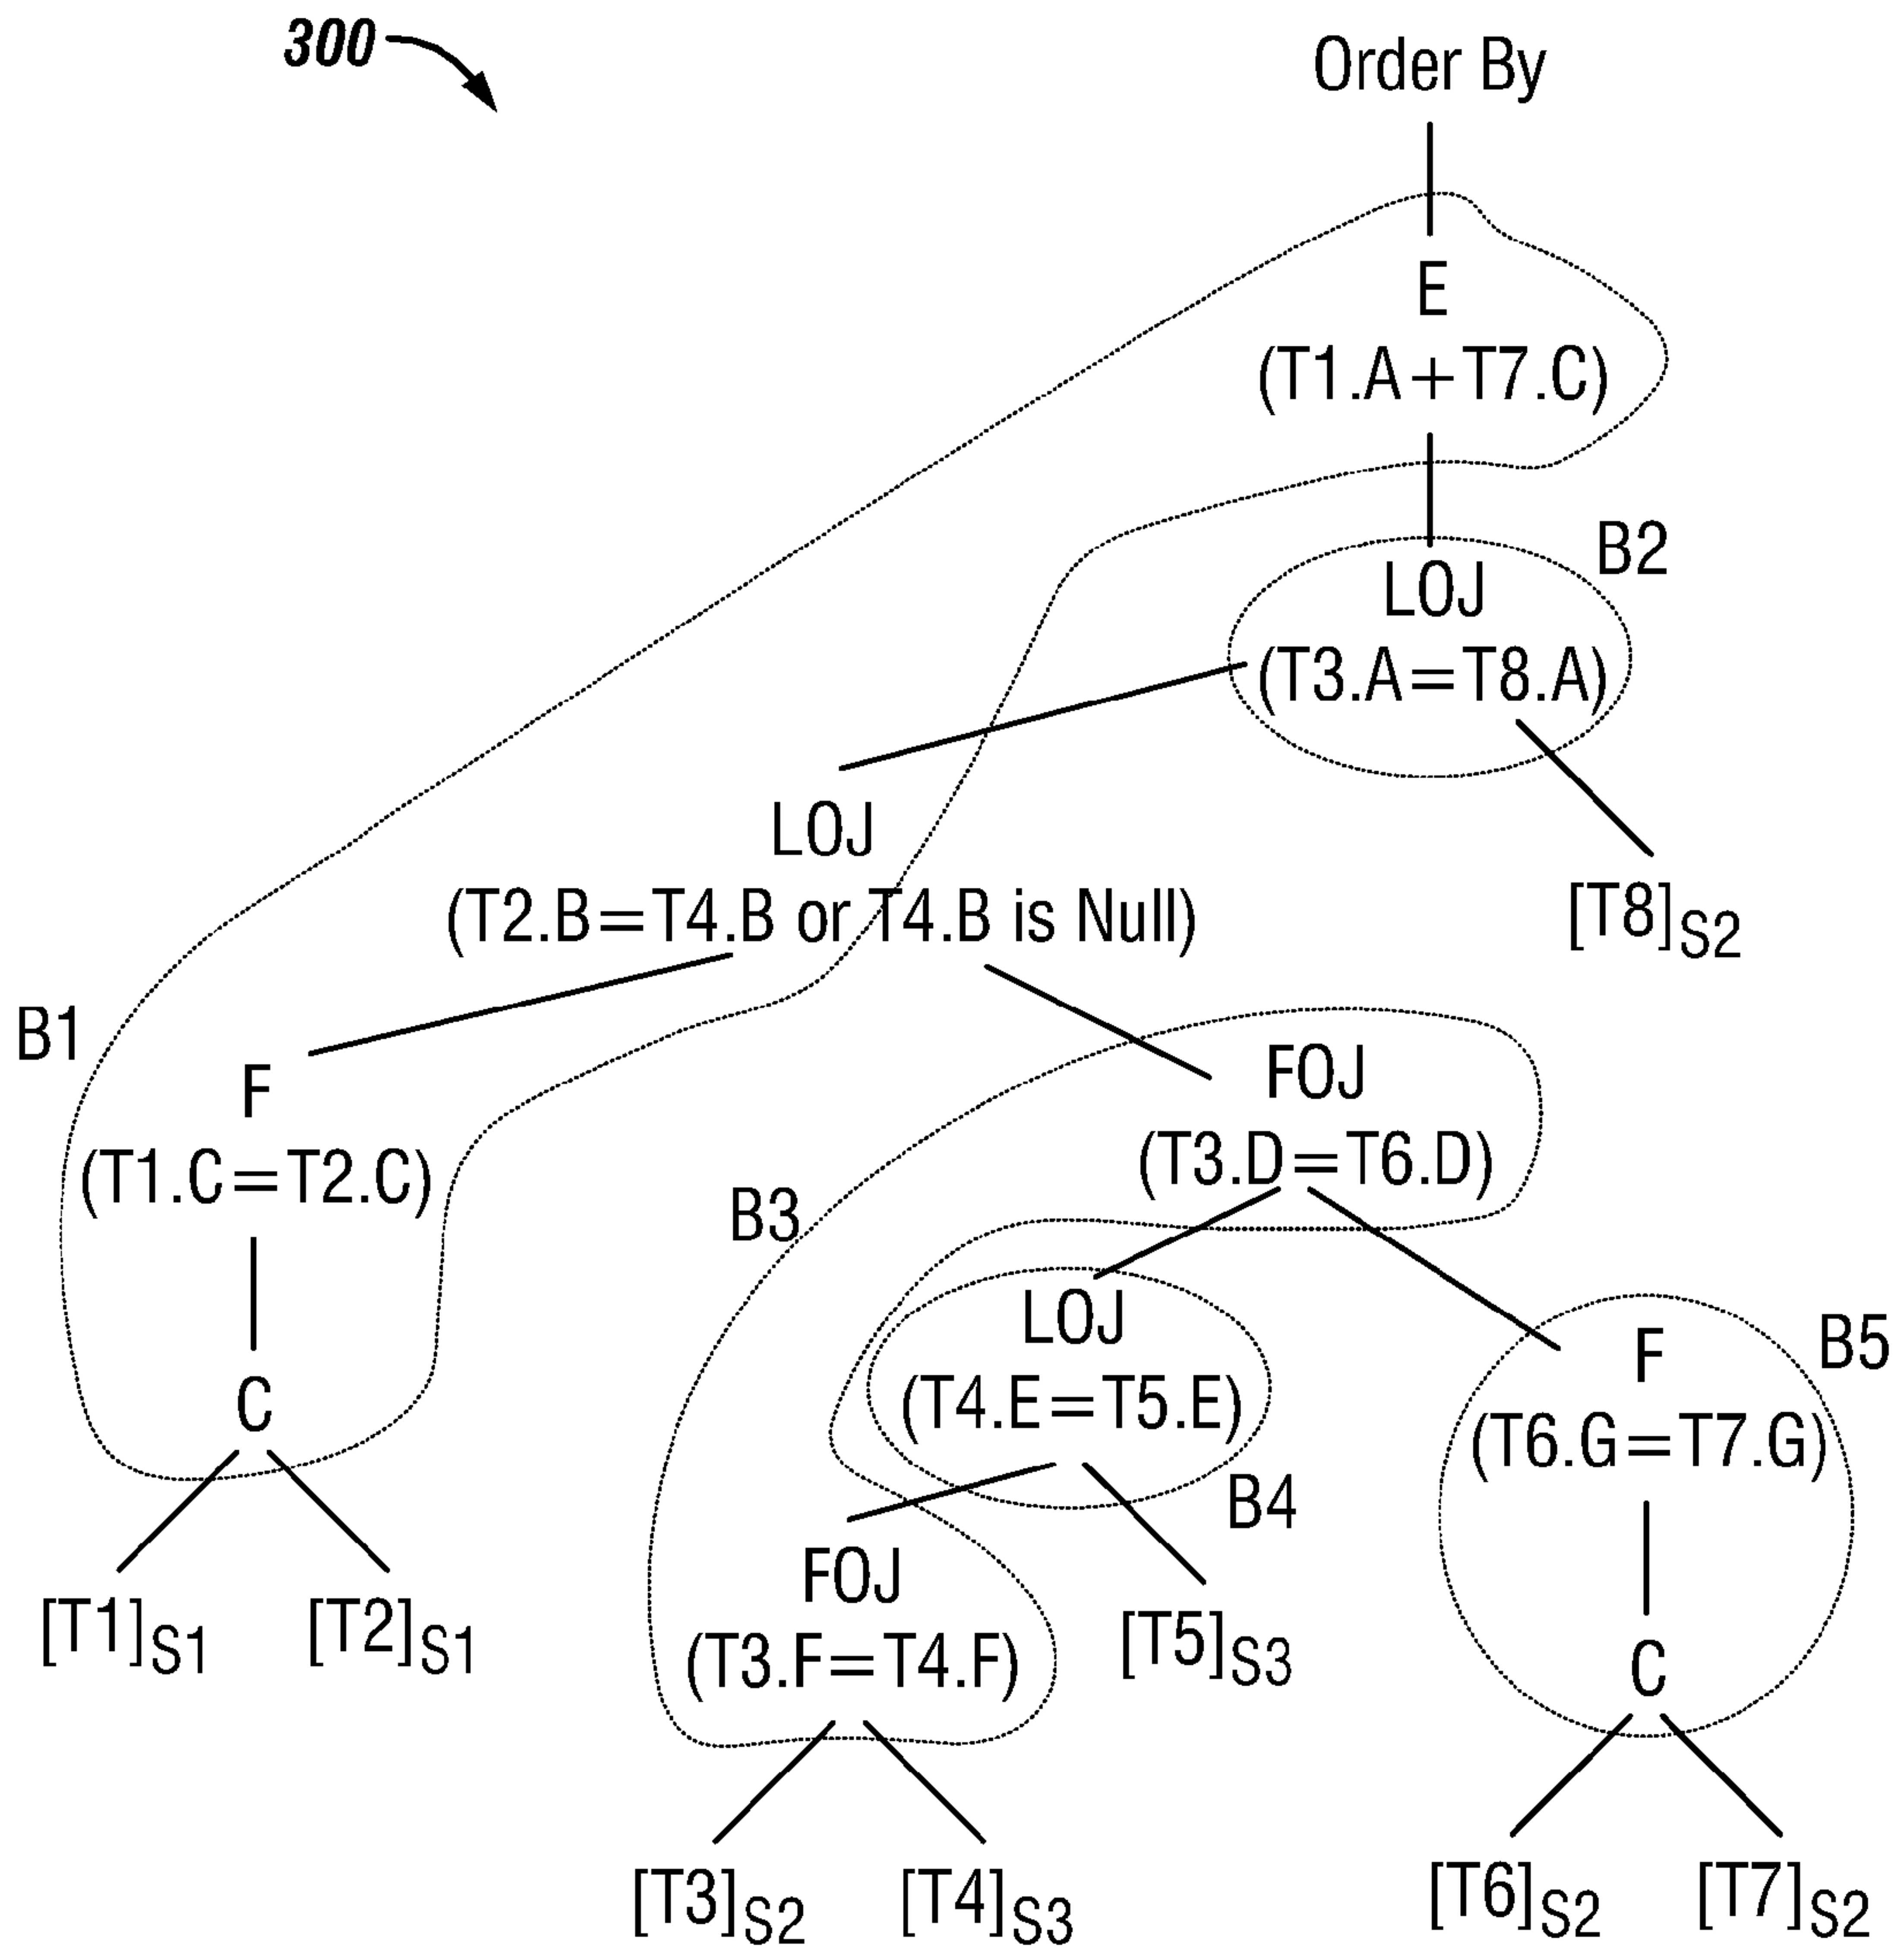 300
Order By
E
(T1.A+T7.C)
B2
LOJ
(T3.A=T8.A)
LOJ
(T2.B=T4.B or T4.B is Null)
[T8]S2
B1
F
(T1.C=T2.C)
FOJ
(T3.D=T6.D)
B3
LOJ
(T4.E=T5.E)
B5
F
(T6.G=T7.G)
C
B4
FOJ
(T3.F=T4.F)
[T1]S1 [T2]S1
[T5]S3
C
[T3]S2 [T4]S3
[T6]S2 [T7]S2